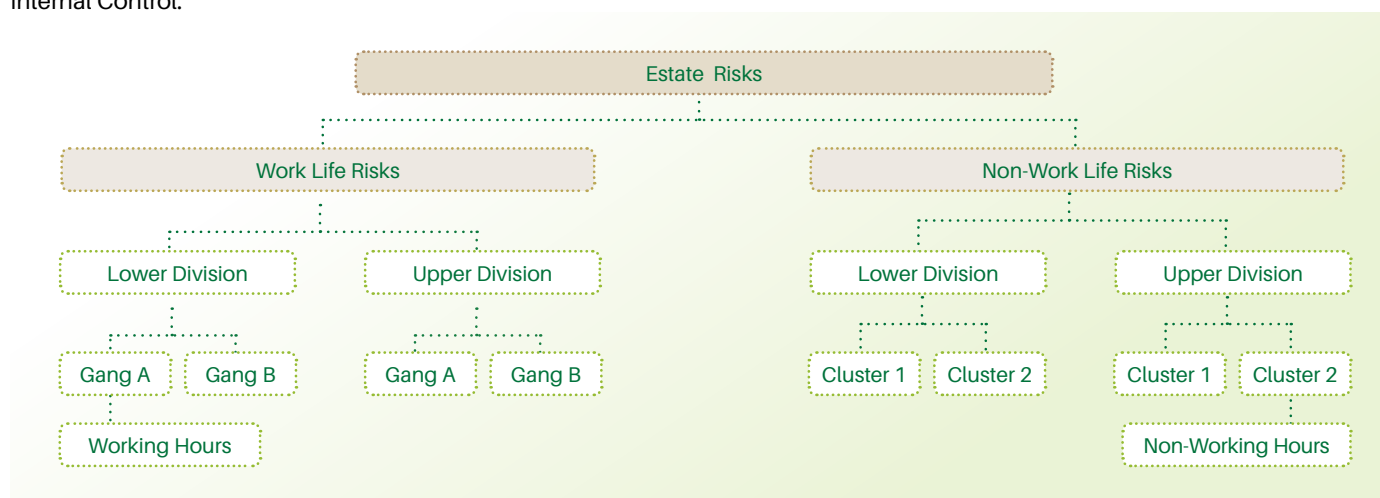 Internal Control.
Estate Risks
Work Life Risks
Non-Work Life Risks
Lower Division
Upper Division
Lower Division
Upper Division
Gang A
Gang B
Gang A
Gang B
Cluster 1
Cluster 2
Cluster 1
Cluster 2
Working Hours
Non-Working Hours